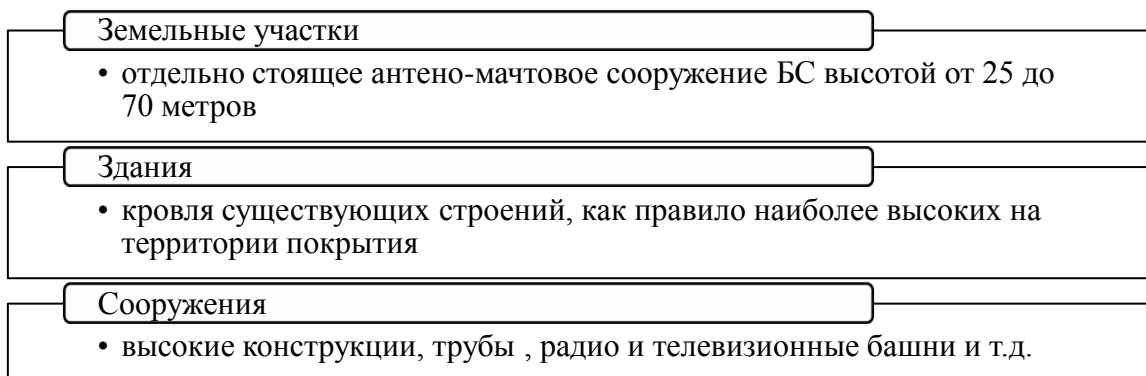 Земельные участки
• отдельно стоящее антено-мачтовое сооружение БС высотой от 25 до
70 метров
Здания
• кровля существующих строений, как правило наиболее высоких на
территории покрытия
Сооружения
• высокие конструкции, трубы , радио и телевизионные башни и т.д.